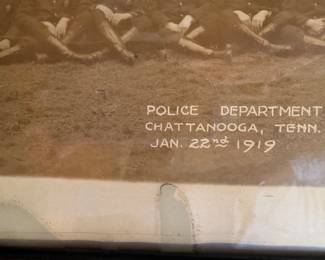 POLICE DEPARTMENT
CHATTANOOGA, TENN.
JAN. 22nd 1919